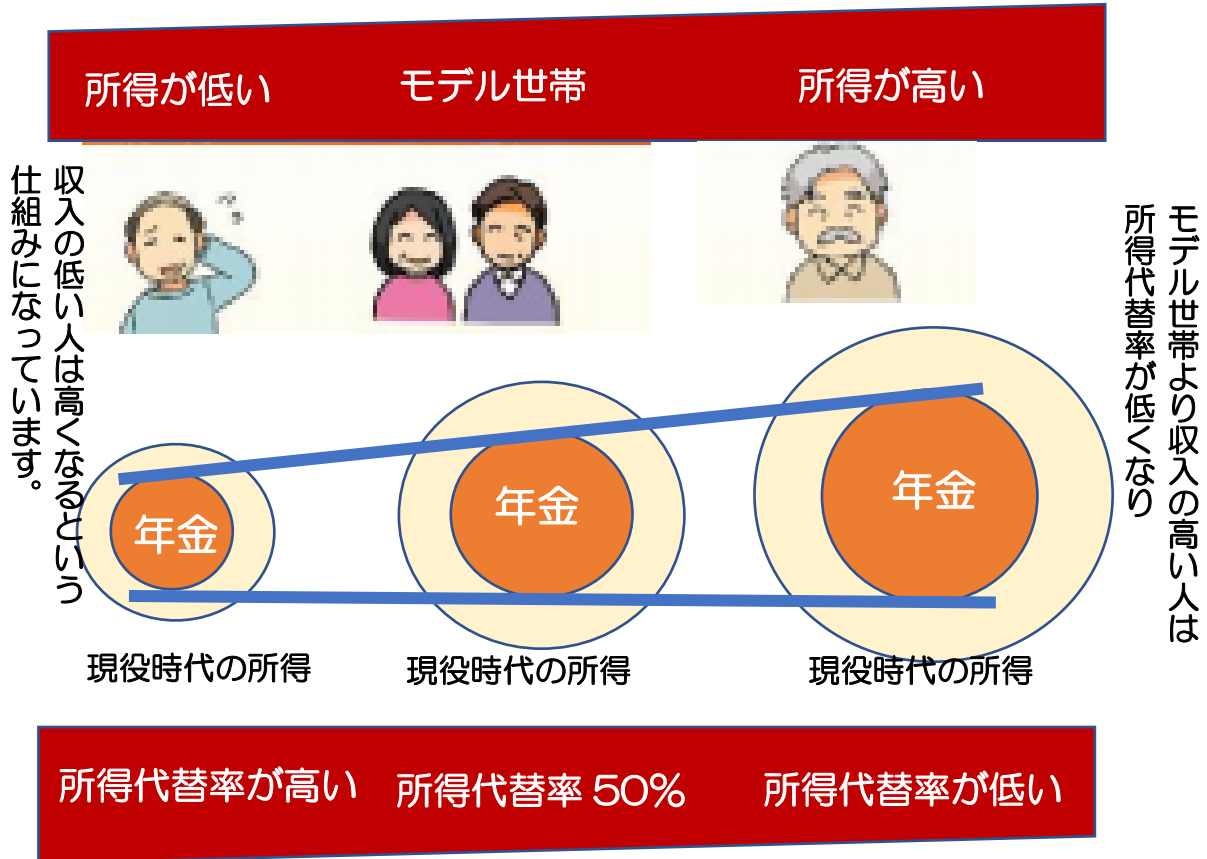 所得が低い
モデル世帯
所得が高い
モデル世帯より収入の高い人は
所得代替率が低くなり
収入の低い人は高くなるという
仕組みになっています。
年金
年金
年金
現役時代の所得
現役時代の所得
現役時代の所得
所得代替率が高い
所得代替率 50%
所得代替率が低い